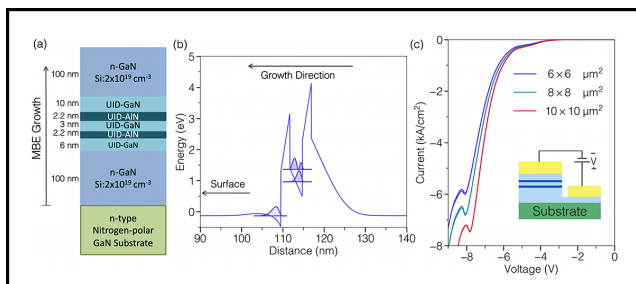 (a)
MBE Growth
100 nm
n-GaN
Si:2x10¹⁹ cm⁻³
10 nm
UID-GaN
2.2 nm
UID-AlN
3 nm
UID-GaN
2.2 nm
UID-AlN
6 nm
UID-GaN
100 nm
n-GaN
Si:2x10¹⁹ cm⁻³
n-type
Nitrogen-polar
GaN Substrate
(b)
Growth Direction
Surface
Energy (eV)
5
4
3
2
1
0
90 100 110 120 130 140
Distance (nm)
(c)
6 × 6 μm²
8 × 8 μm²
10 × 10 μm²
V
−
+
Substrate
Current (kA/cm²)
0
−2
−4
−6
−8
−8 −6 −4 −2 0
Voltage (V)